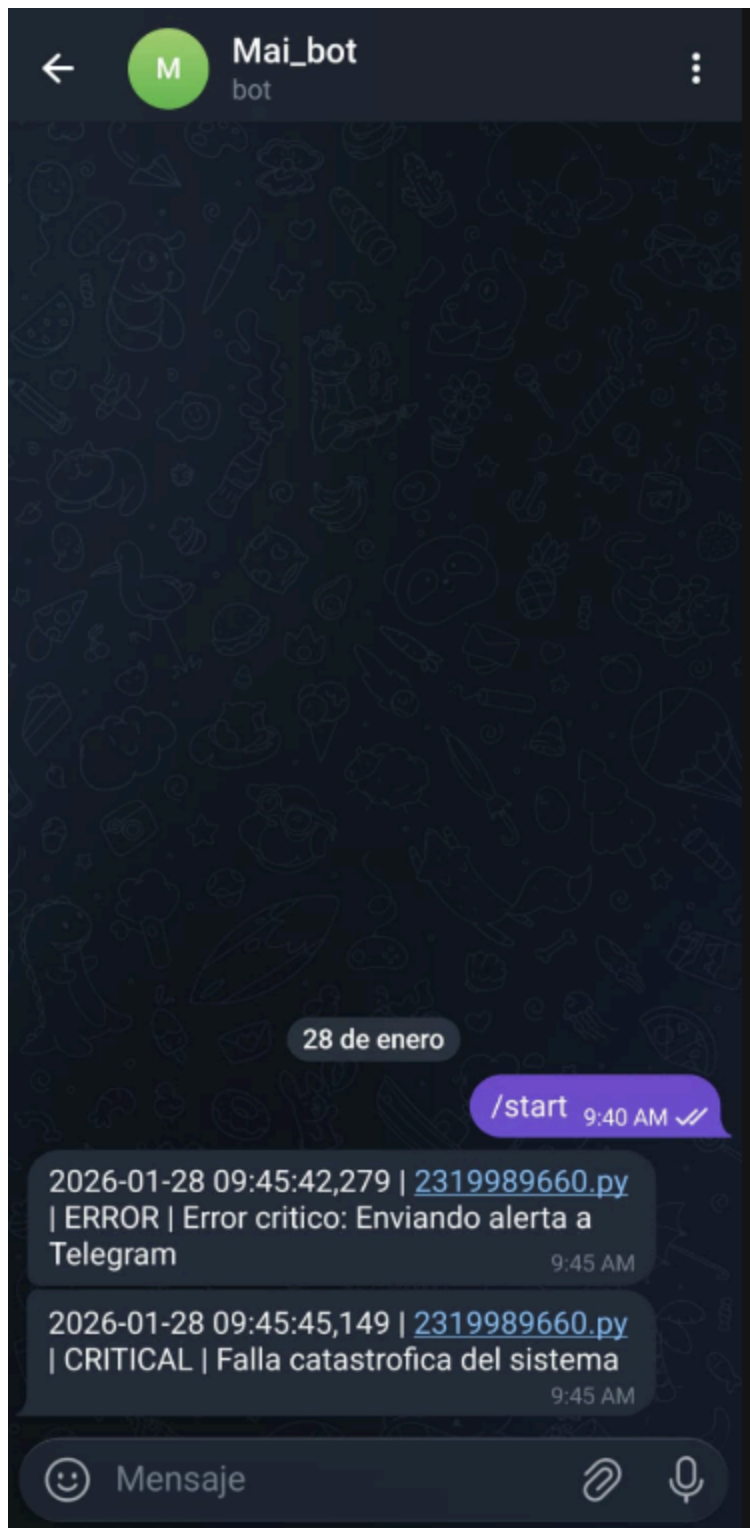 M
Mai_bot
bot
28 de enero
/start 9:40 AM
2026-01-28 09:45:42,279 | 2319989660.py
| ERROR | Error critico: Enviando alerta a
Telegram
9:45 AM
2026-01-28 09:45:45,149 | 2319989660.py
| CRITICAL | Falla catastrofica del sistema
9:45 AM
Mensaje